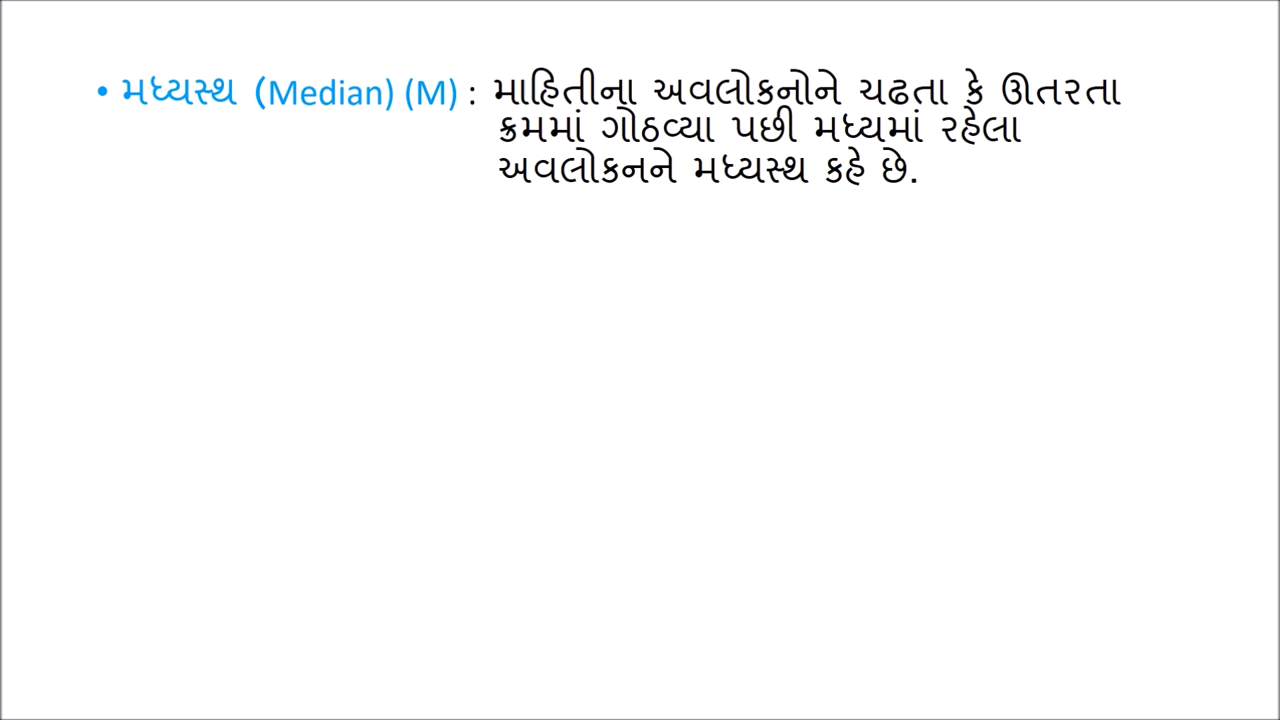 • મધ્યસ્થ (Median) (M) : માહિતીના અવલોકનોને ચઢતા કે ઊતરતા
ક્રમમાં ગોઠવ્યા પછી મધ્યમાં રહેલા
અવલોકનને મધ્યસ્થ કહે છે.